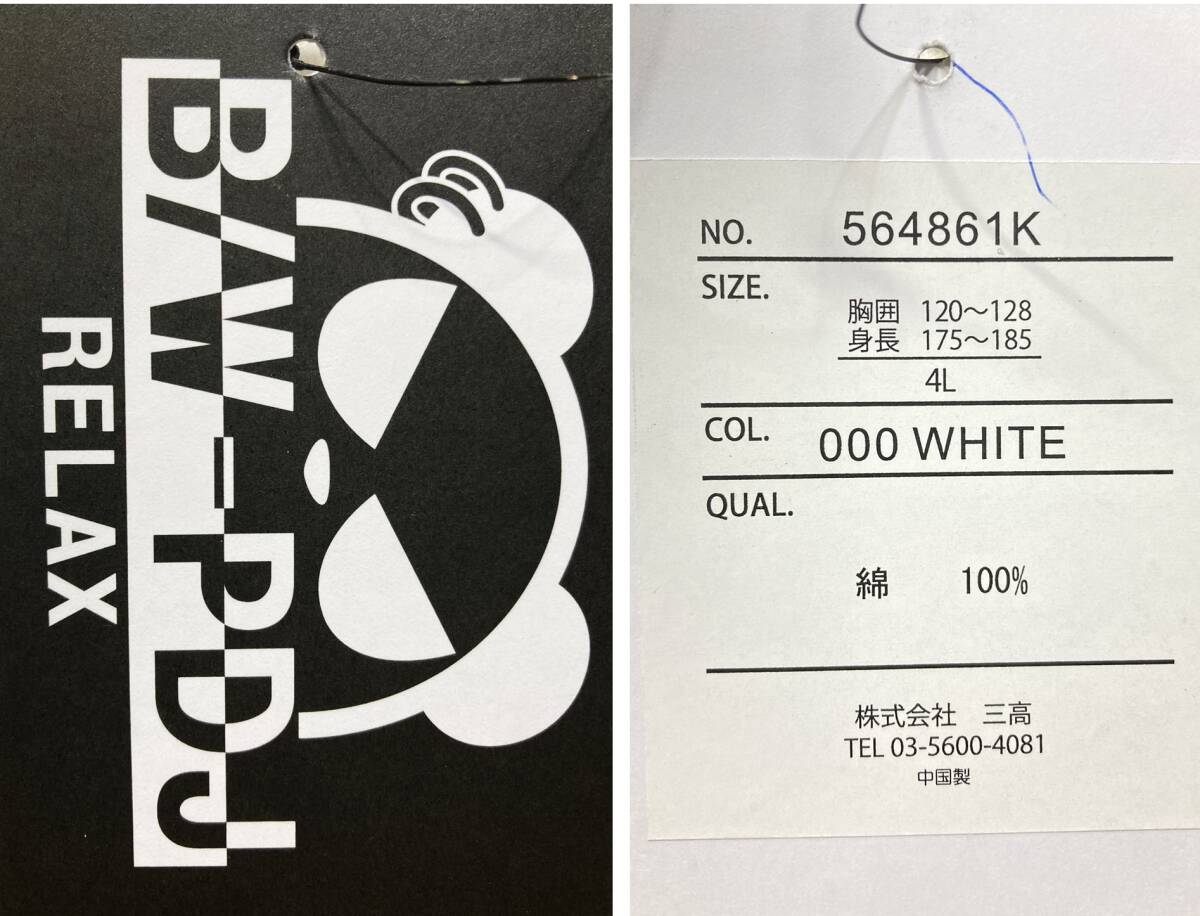 B/W=PDJ
RELAX
NO. 564861K
SIZE.
胸囲 120～128
身長 175～185
4L
COL. 000 WHITE
QUAL.
綿 100%
株式会社 三高
TEL 03-5600-4081
中国製